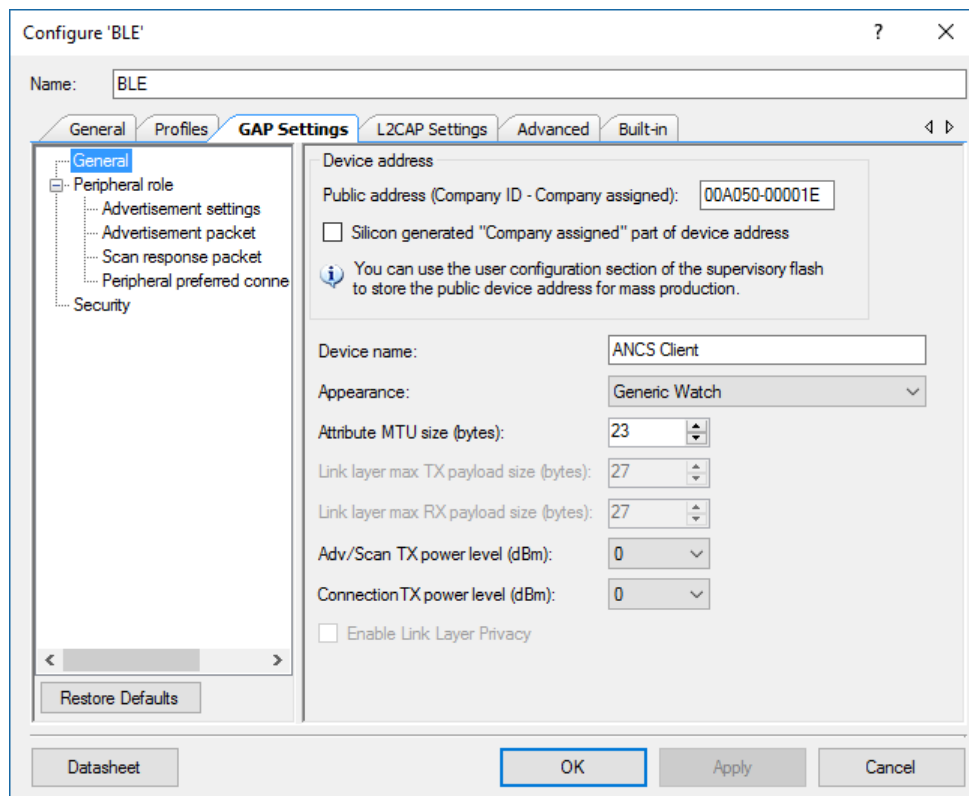 Configure 'BLE'
Name: BLE
General Profiles GAP Settings L2CAP Settings Advanced Built-in
General
Peripheral role
Advertisement settings
Advertisement packet
Scan response packet
Peripheral preferred conne
Security
Restore Defaults
Device address
Public address (Company ID - Company assigned): 00A050-00001E
Silicon generated "Company assigned" part of device address
You can use the user configuration section of the supervisory flash
to store the public device address for mass production.
Device name: ANCS Client
Appearance: Generic Watch
Attribute MTU size (bytes): 23
Link layer max TX payload size (bytes): 27
Link layer max RX payload size (bytes): 27
Adv/Scan TX power level (dBm): 0
ConnectionTX power level (dBm): 0
Enable Link Layer Privacy
Datasheet OK Apply Cancel